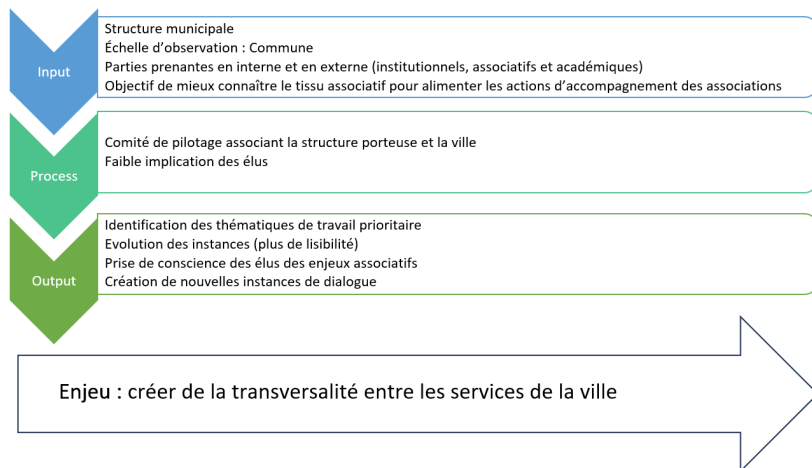 Input
Structure municipale
Échelle d'observation : Commune
Parties prenantes en interne et en externe (institutionnels, associatifs et académiques)
Objectif de mieux connaître le tissu associatif pour alimenter les actions d'accompagnement des associations
Process
Comité de pilotage associant la structure porteuse et la ville
Faible implication des élus
Output
Identification des thématiques de travail prioritaire
Evolution des instances (plus de lisibilité)
Prise de conscience des élus des enjeux associatifs
Création de nouvelles instances de dialogue
Enjeu : créer de la transversalité entre les services de la ville